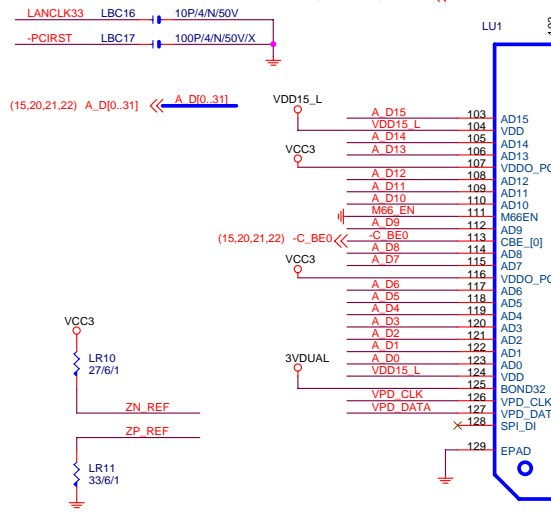 LANCLK33 LBC16 10P/4/N/50V
-PCIRST LBC17 100P/4/N/50V/X
LU1
(15,20,21,22) A_D[0..31] A_D[0..31]
VDD15_L
A_D15 103 AD15
VDD15_L 104 VDD
A_D14 105 AD14
A_D13 106 AD13
VCC3
107 VDDO_PC
A_D12 108 AD12
A_D11 109 AD11
A_D10 110 AD10
M66_EN 111 M66EN
A_D9 112 AD9
(15,20,21,22) -C_BE0 -C_BE0 113 CBE_[0]
A_D8 114 AD8
A_D7 115 AD7
VCC3
116 VDDO_PC
A_D6 117 AD6
A_D5 118 AD5
A_D4 119 AD4
A_D3 120 AD3
A_D2 121 AD2
A_D1 122 AD1
A_D0 123 AD0
VDD15_L 124 VDD
3VDUAL
125 BOND32
VPD_CLK 126 VPD_CLK
VPD_DATA 127 VPD_DAT
128 SPI_DI
129 EPAD
VCC3
LR10
27/6/1
ZN_REF
ZP_REF
LR11
33/6/1